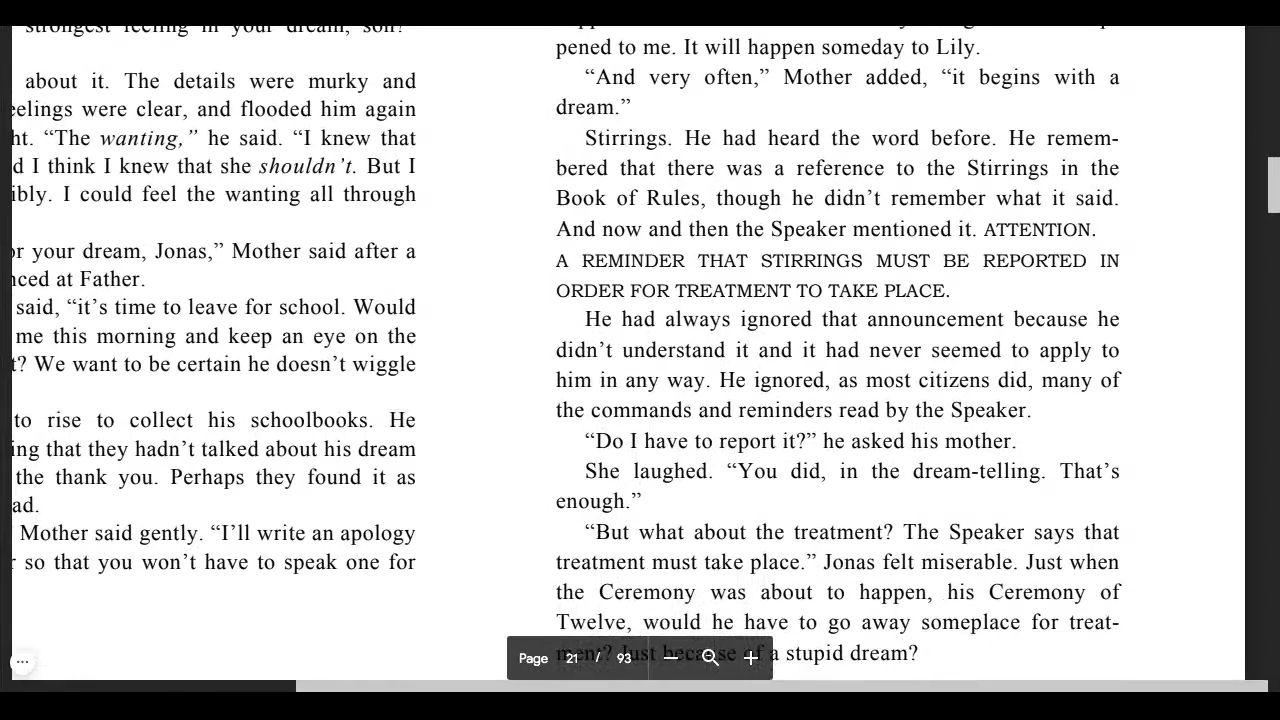 strongest feeling in your dream, son?
about it. The details were murky and
eelings were clear, and flooded him again
ht. “The wanting,” he said. “I knew that
d I think I knew that she shouldn’t. But I
ibly. I could feel the wanting all through
or your dream, Jonas,” Mother said after a
nced at Father.
said, “it’s time to leave for school. Would
me this morning and keep an eye on the
t? We want to be certain he doesn’t wiggle
to rise to collect his schoolbooks. He
ing that they hadn’t talked about his dream
the thank you. Perhaps they found it as
ad.
Mother said gently. “I’ll write an apology
r so that you won’t have to speak one for
pened to me. It will happen someday to Lily.
“And very often,” Mother added, “it begins with a
dream.”
Stirrings. He had heard the word before. He remem-
bered that there was a reference to the Stirrings in the
Book of Rules, though he didn’t remember what it said.
And now and then the Speaker mentioned it. ATTENTION.
A REMINDER THAT STIRRINGS MUST BE REPORTED IN
ORDER FOR TREATMENT TO TAKE PLACE.
He had always ignored that announcement because he
didn’t understand it and it had never seemed to apply to
him in any way. He ignored, as most citizens did, many of
the commands and reminders read by the Speaker.
“Do I have to report it?” he asked his mother.
She laughed. “You did, in the dream-telling. That’s
enough.”
“But what about the treatment? The Speaker says that
treatment must take place.” Jonas felt miserable. Just when
the Ceremony was about to happen, his Ceremony of
Twelve, would he have to go away someplace for treat-
ment? Just because of a stupid dream?
Page 21 / 93